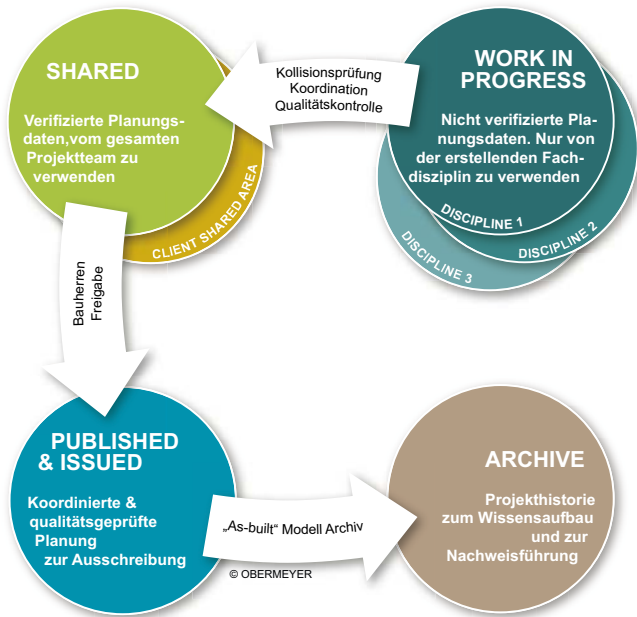 SHARED
Verifizierte Planungs-
daten,vom gesamten
Projektteam zu
verwenden
CLIENT SHARED AREA
Kollisionsprüfung
Koordination
Qualitätskontrolle
WORK IN
PROGRESS
Nicht verifizierte Pla-
nungsdaten. Nur von
der erstellenden Fach-
disziplin zu verwenden
DISCIPLINE 1
DISCIPLINE 2
DISCIPLINE 3
Bauherren
Freigabe
PUBLISHED
& ISSUED
Koordinierte &
qualitätsgeprüfte
Planung
zur Ausschreibung
„As-built“ Modell Archiv
© OBERMEYER
ARCHIVE
Projekthistorie
zum Wissensaufbau
und zur
Nachweisführung